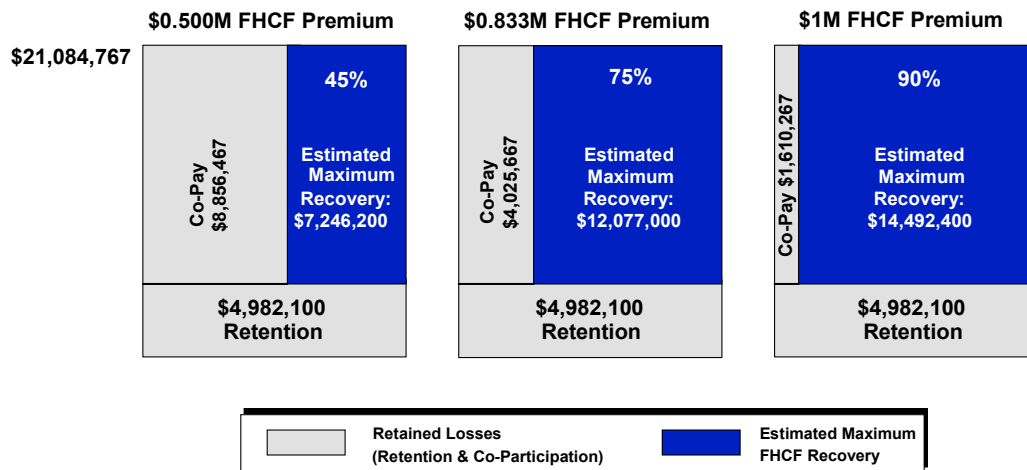 $0.500M FHCF Premium
$0.833M FHCF Premium
$1M FHCF Premium
$21,084,767
45%
Co-Pay
$8,856,467
Estimated
Maximum
Recovery:
$7,246,200
$4,982,100
Retention
75%
Co-Pay
$4,025,667
Estimated
Maximum
Recovery:
$12,077,000
$4,982,100
Retention
90%
Co-Pay $1,610,267
Estimated
Maximum
Recovery:
$14,492,400
$4,982,100
Retention
Retained Losses
(Retention & Co-Participation)
Estimated Maximum
FHCF Recovery